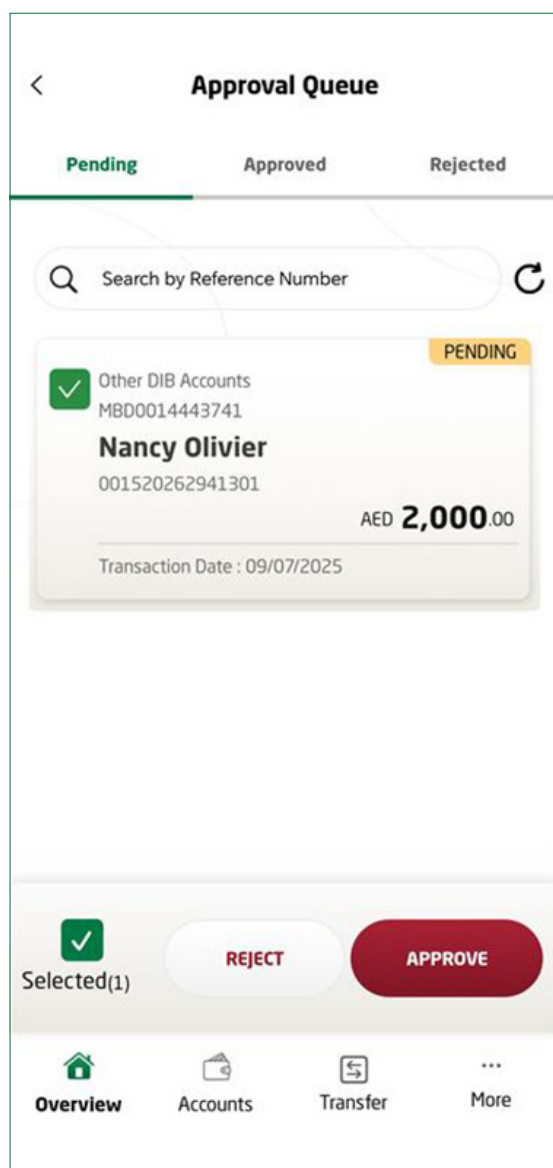 Approval Queue
Pending Approved Rejected
Search by Reference Number
PENDING
Other DIB Accounts
MBD0014443741
Nancy Olivier
001520262941301
AED 2,000.00
Transaction Date : 09/07/2025
Selected(1) REJECT APPROVE
Overview Accounts Transfer More